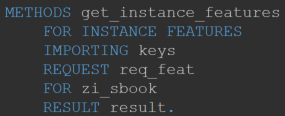 METHODS get_instance_features
FOR INSTANCE FEATURES
IMPORTING keys
REQUEST req_feat
FOR zi_sbook
RESULT result.